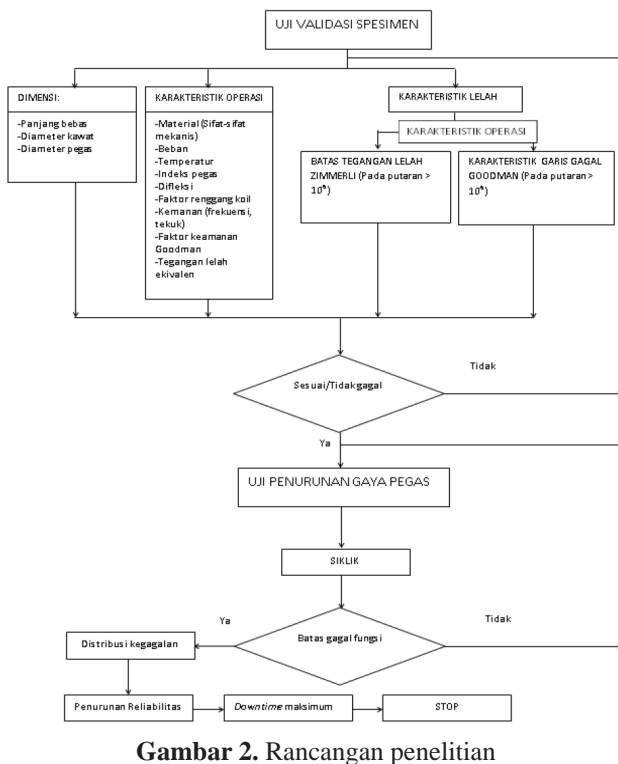 UJI VALIDASI SPESIMEN
DIMENSI:
-Panjang bebas
-Diameter kawat
-Diameter pegas
KARAKTERISTIK OPERASI
-Material (Sifat-sifat
mekanis)
-Beban
-Temperatur
-Indeks pegas
-Difleksi
-Faktor renggang koil
-Kemanan (frekuensi,
tekuk)
-Faktor keamanan
Goodman
-Tegangan lelah
ekivalen
KARAKTERISTIK LELAH
KARAKTERISTIK OPERASI
BATAS TEGANGAN LELAH
ZIMMERLI (Pada putaran >
KARAKTERISTIK GARIS GAGAL
GOODMAN (Pada putaran >
Sesuai/Tidakgagal
Tidak
Ya
UJI PENURUNAN GAYA PEGAS
SIKLIK
Batas gagal fungsi
Ya
Tidak
Distribusi kegagalan
Penurunan Reliabilitas
Downtime maksimum
STOP
Gambar 2. Rancangan penelitian